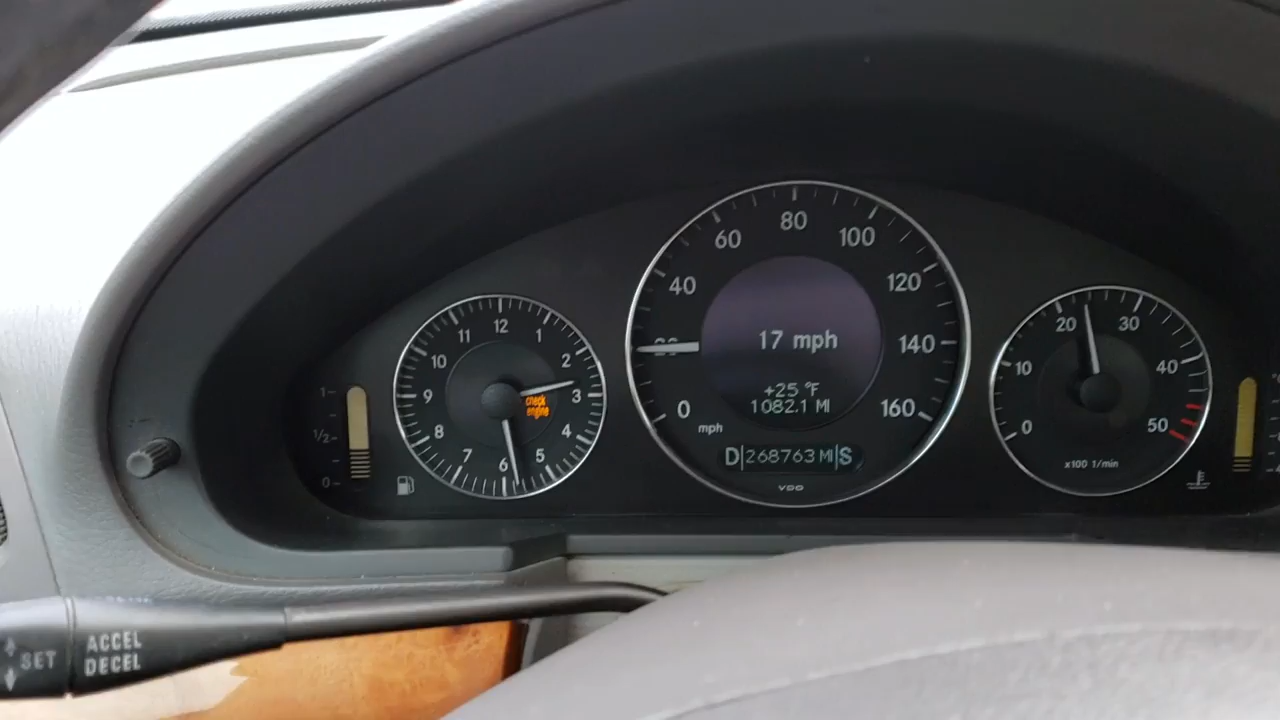 1
½
0
12
1
2
3
4
5
6
7
8
9
10
11
check
engine
0
40
60
80
100
120
140
160
mph
17 mph
+25 °F
1082.1 MI
D 268763 MI S
VDO
0
10
20
30
40
50
x100 1/min
SET
ACCEL
DECEL